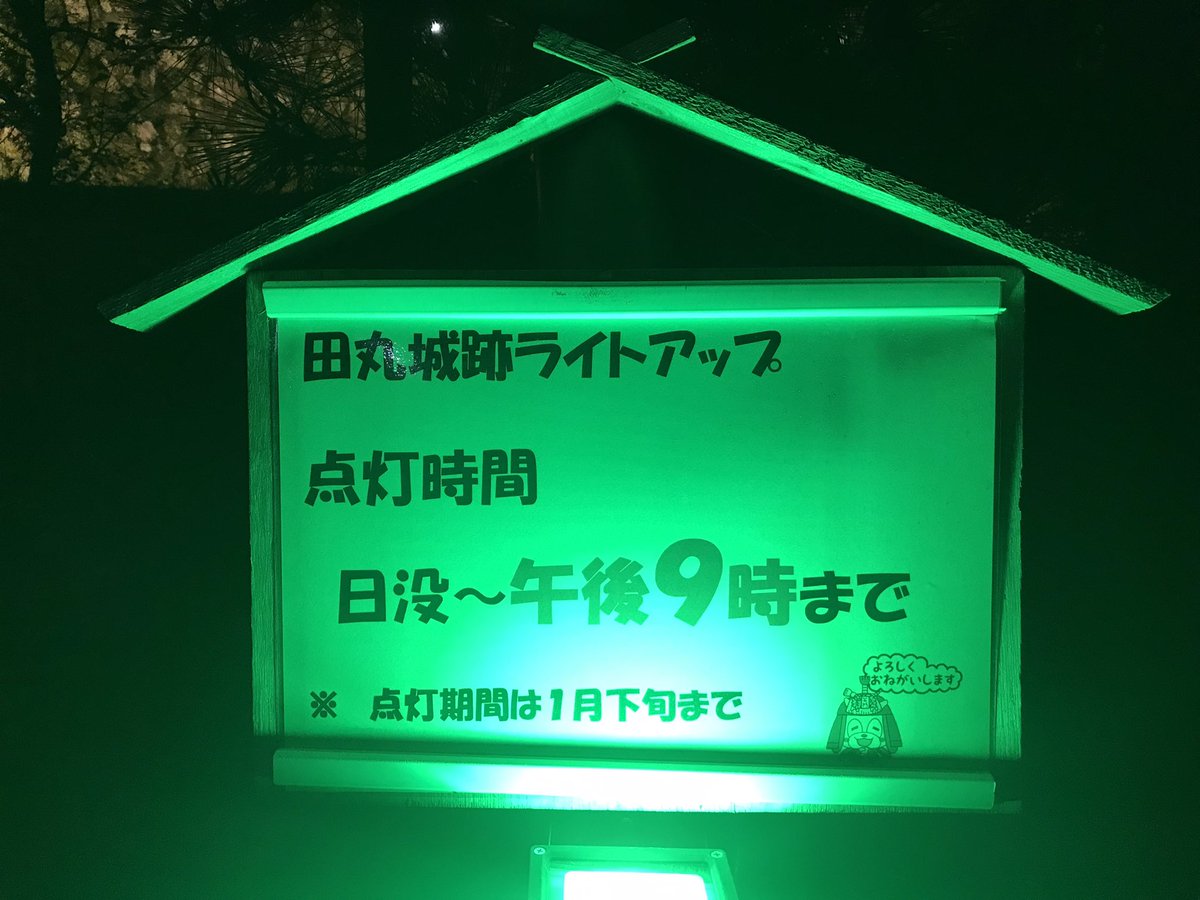 田丸城跡ライトアップ
点灯時間
日没～午後9時まで
※　点灯期間は1月下旬まで
よろしく
おねがいします